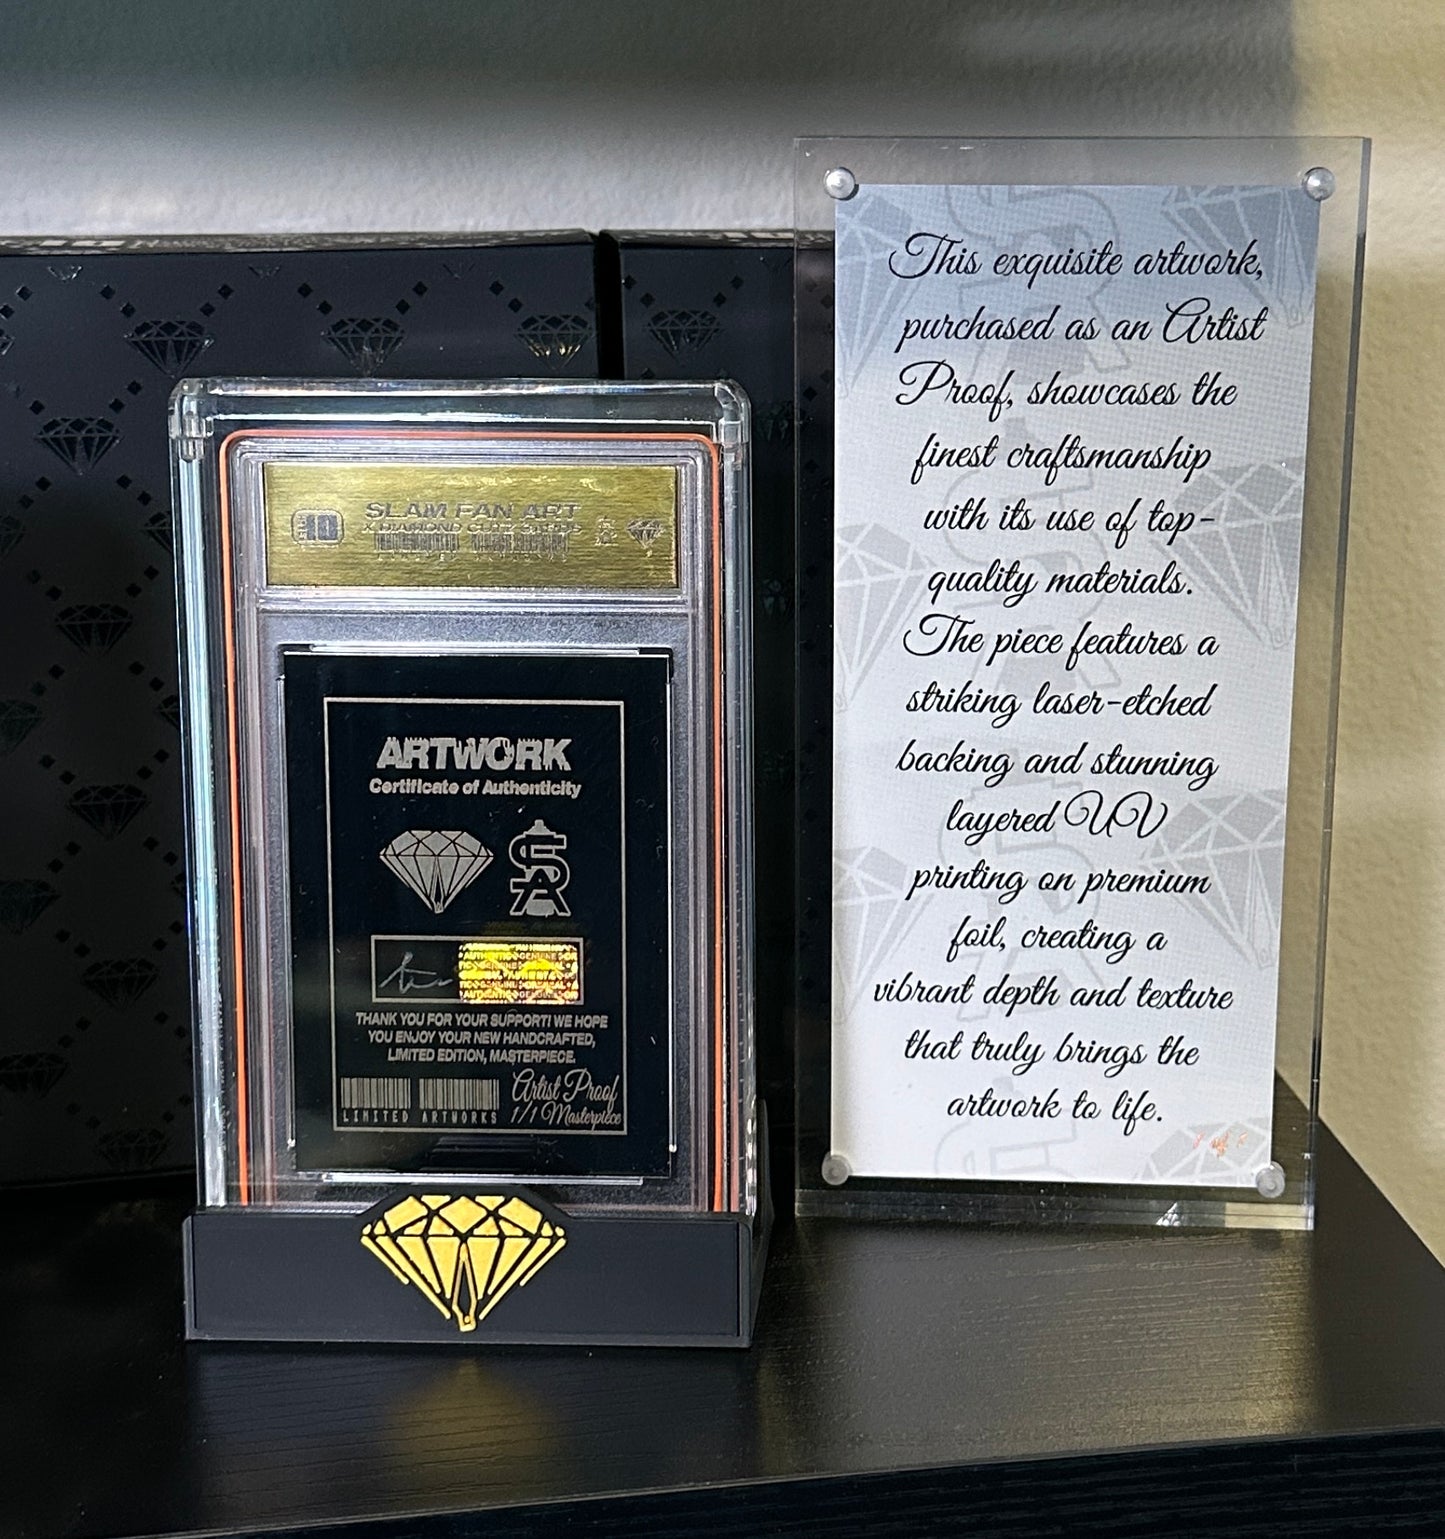 10
SLAM FAN ART
X DIAMOND CUTZ
ARTWORK
Certificate of Authenticity
SA
THANK YOU FOR YOUR SUPPORT! WE HOPE
YOU ENJOY YOUR NEW HANDCRAFTED,
LIMITED EDITION, MASTERPIECE.
LIMITED ARTWORKS
Artist Proof
1/1 Masterpiece
This exquisite artwork,
purchased as an Artist
Proof, showcases the
finest craftsmanship
with its use of top-
quality materials.
The piece features a
striking laser-etched
backing and stunning
layered UV
printing on premium
foil, creating a
vibrant depth and texture
that truly brings the
artwork to life.